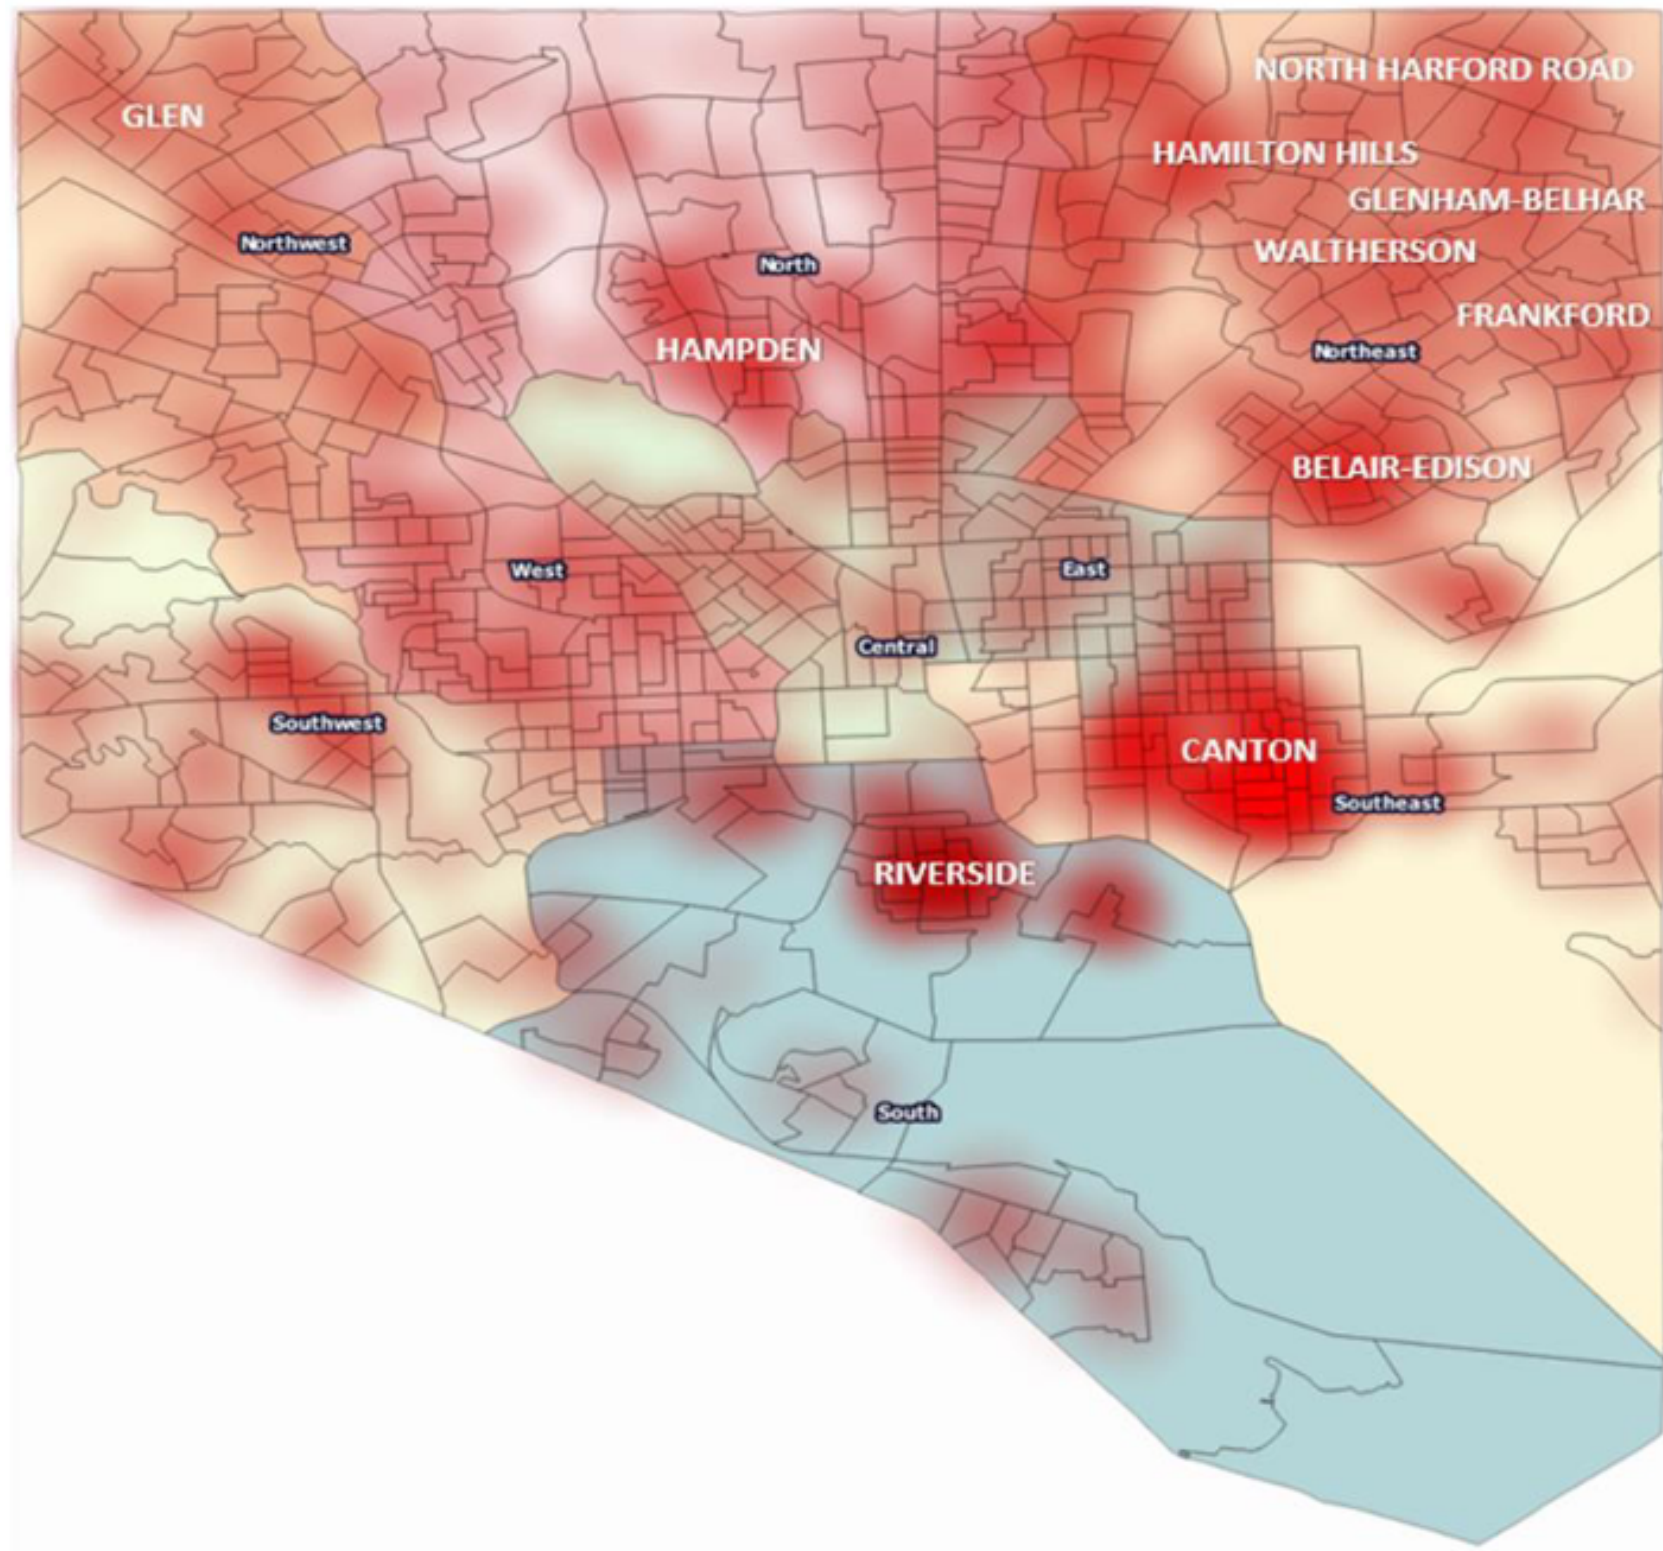 NORTH HARFORD ROAD
GLEN
HAMILTON HILLS
GLENHAM-BELHAR
Northwest
WALTHERSON
North
FRANKFORD
HAMPDEN
Northeast
BELAIR-EDISON
West
East
Central
Southwest
CANTON
Southeast
RIVERSIDE
South